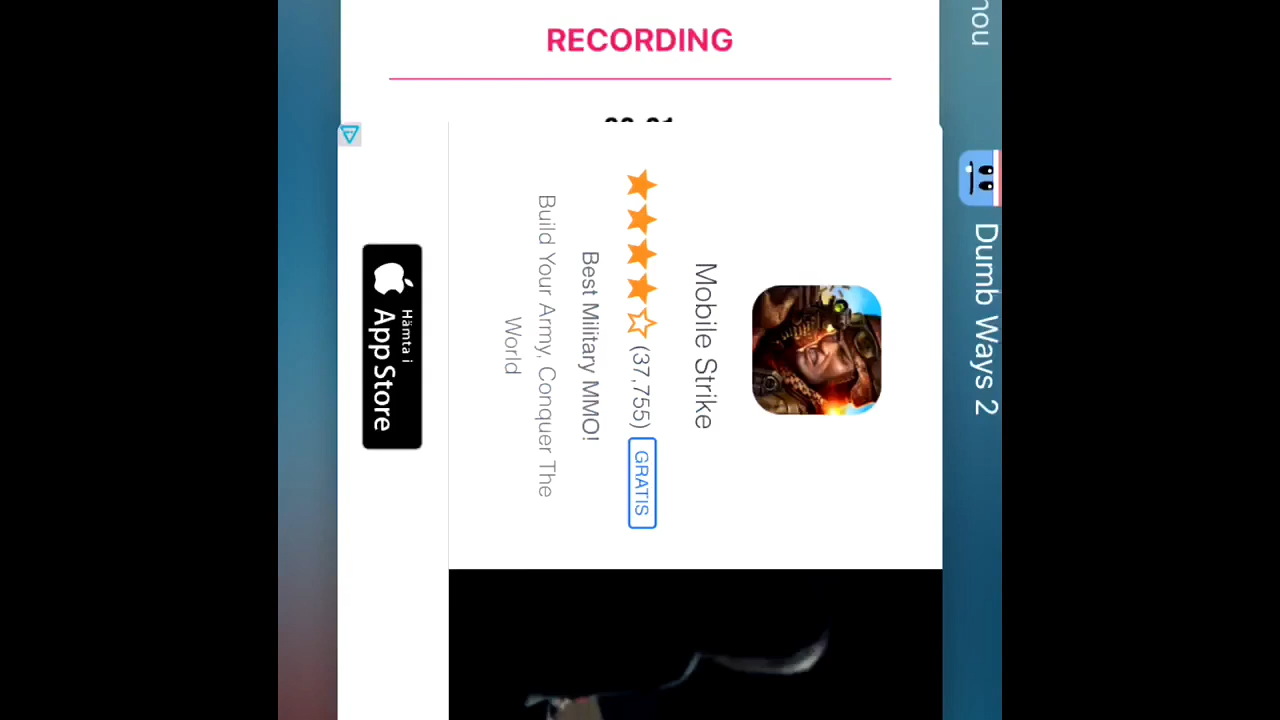 RECORDING
Dumb Ways 2
Mobile Strike
(37,755) GRATIS
Best Military MMO!
Build Your Army, Conquer The
World
Hämta i
App Store